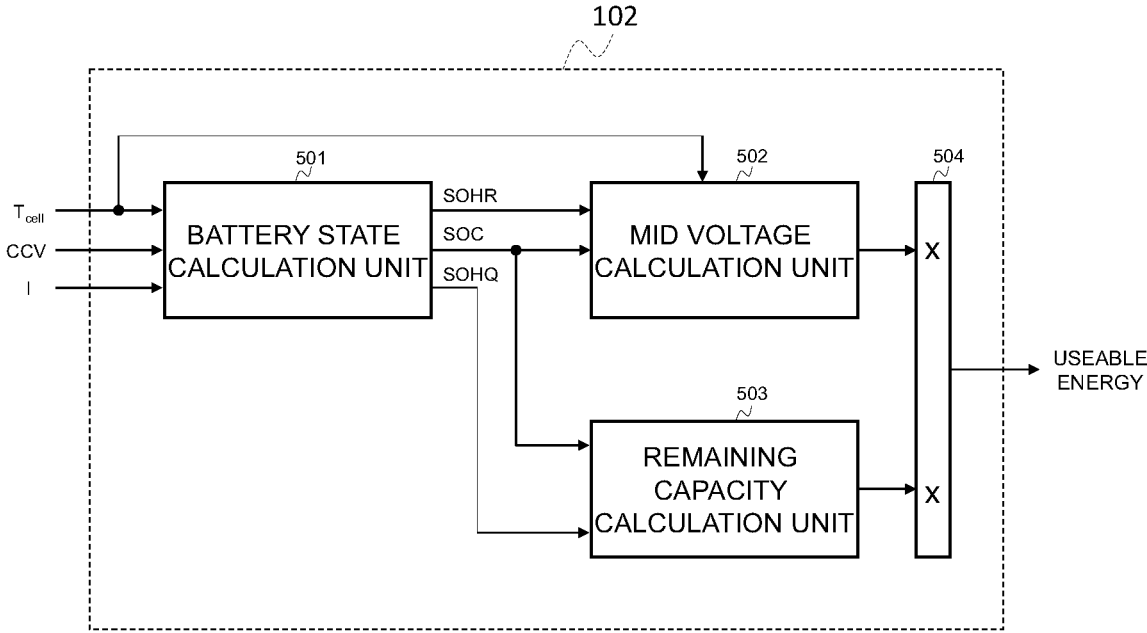 102
501
502
504
T_cell
CCV
I
BATTERY STATE
CALCULATION UNIT
SOHR
SOC
SOHQ
MID VOLTAGE
CALCULATION UNIT
X
503
REMAINING
CAPACITY
CALCULATION UNIT
X
USEABLE
ENERGY